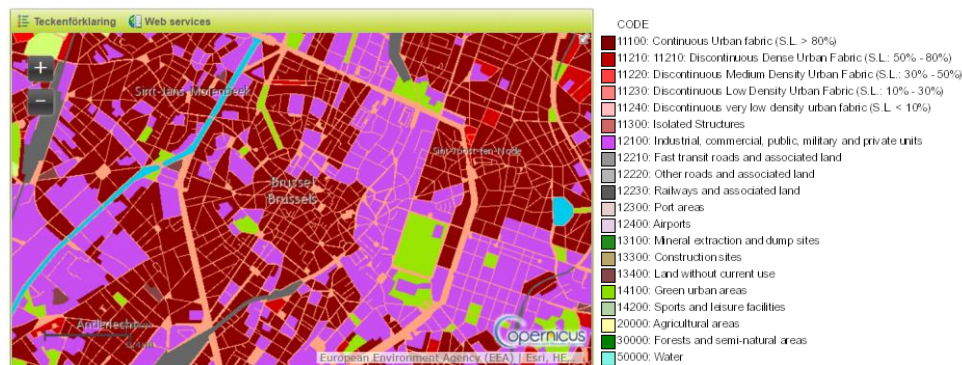 Teckenförklaring Web services
+
−
Sint-Jans-Molenbeek
Sint-Joost-ten-Node
Brussel
Brussels
Anderlecht
opernicus
European Environment Agency (EEA) | Esri, HE...
CODE
11100: Continuous Urban fabric (S.L. > 80%)
11210: 11210: Discontinuous Dense Urban Fabric (S.L.: 50% - 80%)
11220: Discontinuous Medium Density Urban Fabric (S.L.: 30% - 50%)
11230: Discontinuous Low Density Urban Fabric (S.L.: 10% - 30%)
11240: Discontinuous very low density urban fabric (S.L. < 10%)
11300: Isolated Structures
12100: Industrial, commercial, public, military and private units
12210: Fast transit roads and associated land
12220: Other roads and associated land
12230: Railways and associated land
12300: Port areas
12400: Airports
13100: Mineral extraction and dump sites
13300: Construction sites
13400: Land without current use
14100: Green urban areas
14200: Sports and leisure facilities
20000: Agricultural areas
30000: Forests and semi-natural areas
50000: Water